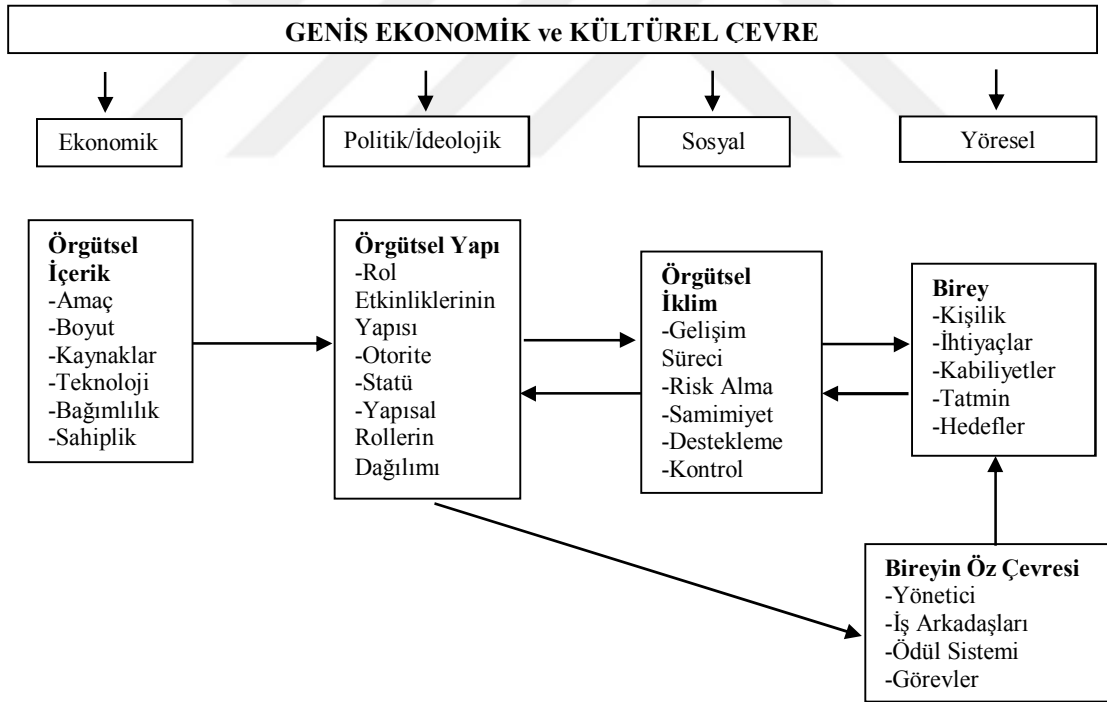 GENİŞ EKONOMİK ve KÜLTÜREL ÇEVRE
Ekonomik
Politik/İdeolojik
Sosyal
Yöresel
Örgütsel
İçerik
-Amaç
-Boyut
-Kaynaklar
-Teknoloji
-Bağımlılık
-Sahiplik
Örgütsel Yapı
-Rol
Etkinliklerinin
Yapısı
-Otorite
-Statü
-Yapısal
Rollerin
Dağılımı
Örgütsel
İklim
-Gelişim
Süreci
-Risk Alma
-Samimiyet
-Destekleme
-Kontrol
Birey
-Kişilik
-İhtiyaçlar
-Kabiliyetler
-Tatmin
-Hedefler
Bireyin Öz Çevresi
-Yönetici
-İş Arkadaşları
-Ödül Sistemi
-Görevler